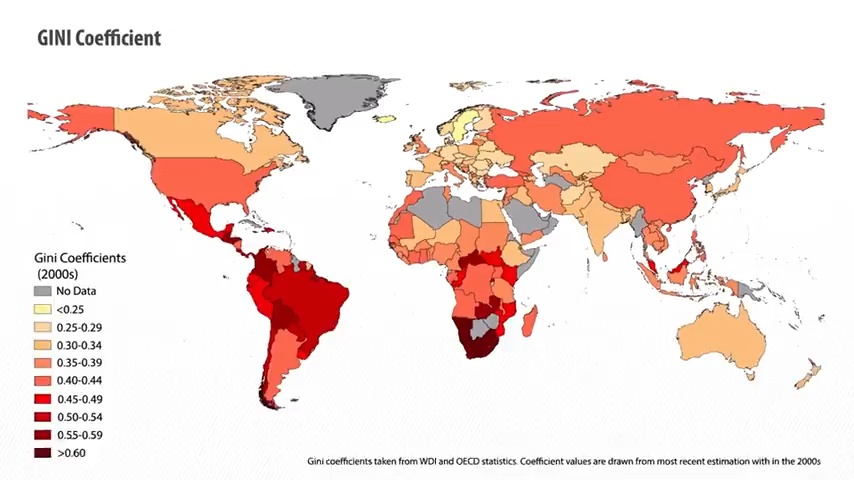 GINI Coefficient
Gini Coefficients
(2000s)
No Data
<0.25
0.25-0.29
0.30-0.34
0.35-0.39
0.40-0.44
0.45-0.49
0.50-0.54
0.55-0.59
>0.60
Gini coefficients taken from WDI and OECD statistics. Coefficient values are drawn from most recent estimation with in the 2000s